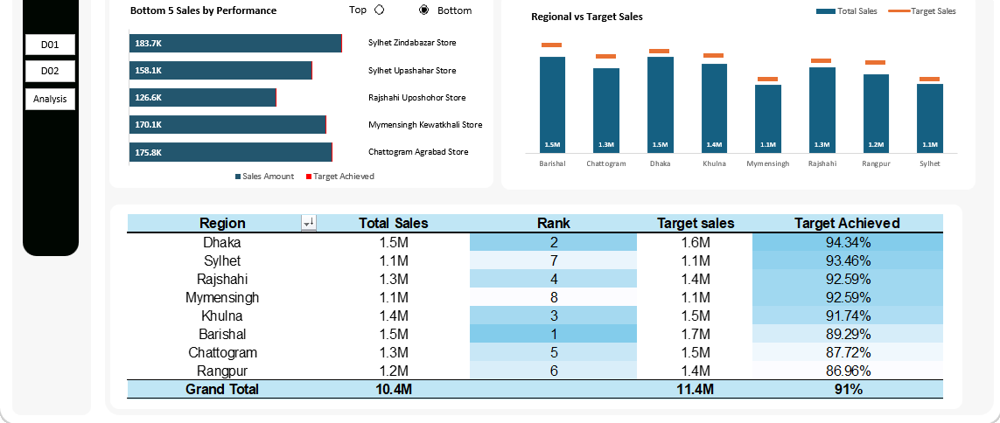 D01
D02
Analysis
Bottom 5 Sales by Performance
Top
Bottom
183.7K Sylhet Zindabazar Store
158.1K Sylhet Upashahar Store
126.6K Rajshahi Uposhohor Store
170.1K Mymensingh Kewatkhali Store
175.8K Chattogram Agrabad Store
Sales Amount Target Achieved
Regional vs Target Sales
Total Sales Target Sales
1.5M 1.3M 1.5M 1.4M 1.1M 1.3M 1.2M 1.1M
Barishal Chattogram Dhaka Khulna Mymensingh Rajshahi Rangpur Sylhet
Region Total Sales Rank Target sales Target Achieved
Dhaka 1.5M 2 1.6M 94.34%
Sylhet 1.1M 7 1.1M 93.46%
Rajshahi 1.3M 4 1.4M 92.59%
Mymensingh 1.1M 8 1.1M 92.59%
Khulna 1.4M 3 1.5M 91.74%
Barishal 1.5M 1 1.7M 89.29%
Chattogram 1.3M 5 1.5M 87.72%
Rangpur 1.2M 6 1.4M 86.96%
Grand Total 10.4M 11.4M 91%